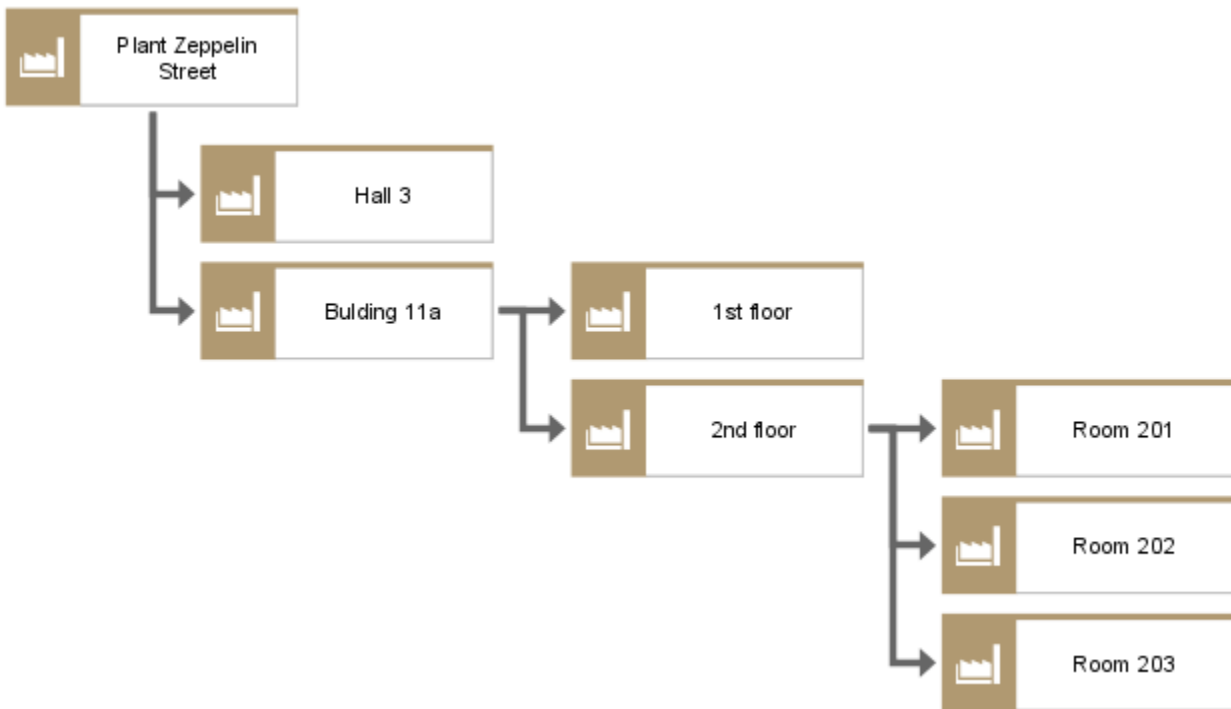 Plant Zeppelin
Street
Hall 3
Bulding 11a
1st floor
2nd floor
Room 201
Room 202
Room 203